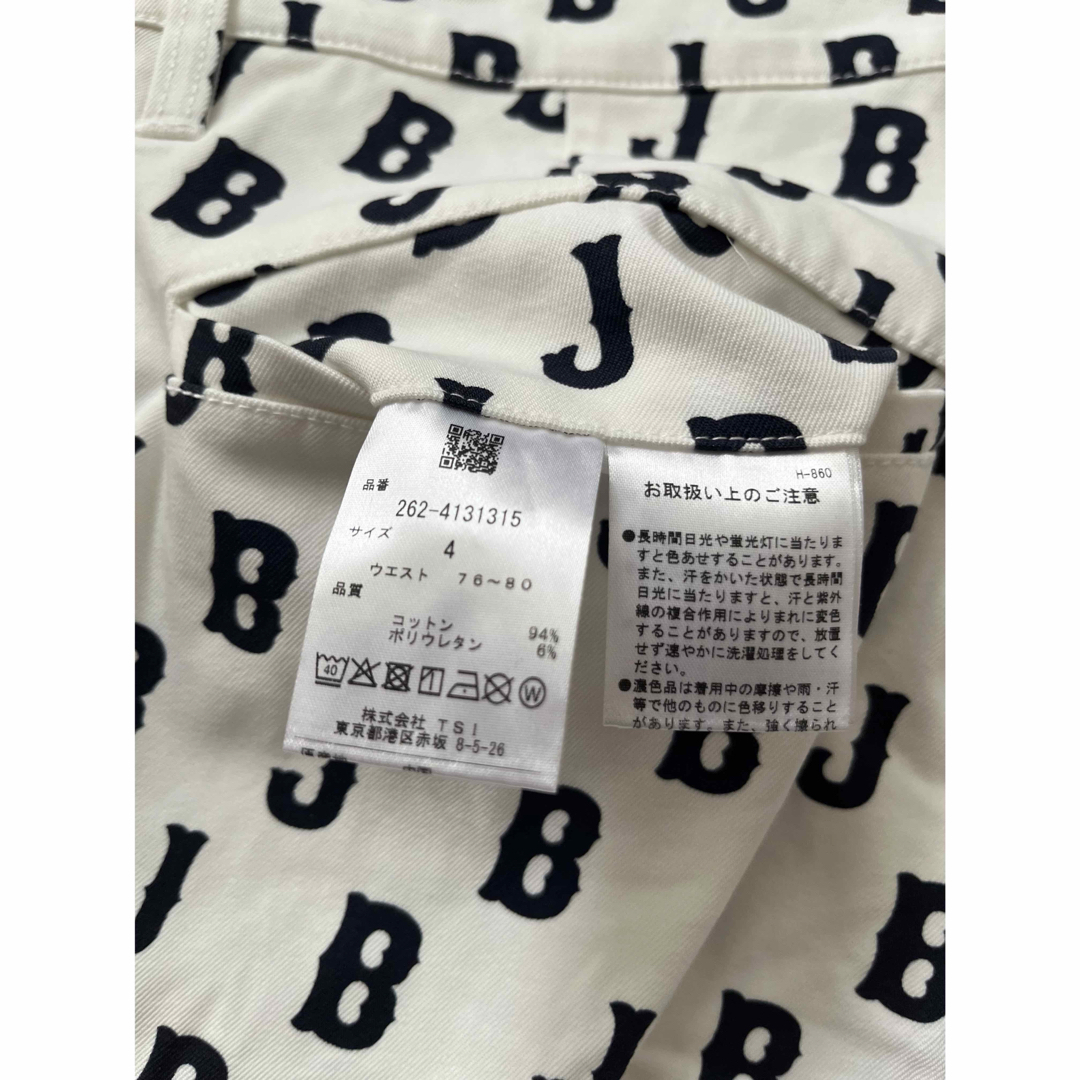 品番
262-4131315
サイズ
4
ウエスト 76～80
品質
コットン 94%
ポリウレタン 6%
40
W
株式会社 TSI
東京都港区赤坂 8-5-26
H-860
お取扱い上のご注意
●長時間日光や蛍光灯に当たりま
すと色あせすることがあります。
また、汗をかいた状態で長時間
日光に当たりますと、汗と紫外
線の複合作用によりまれに変色
することがありますので、放置
せず速やかに洗濯処理をしてく
ださい。
●濃色品は着用中の摩擦や雨・汗
等で他のものに色移りすること
があります。また、強く擦られ
J
B